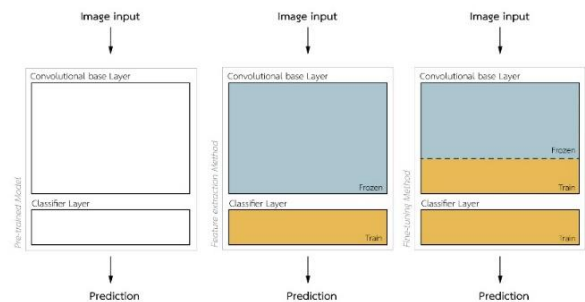 Image input
Convolutional base Layer
Classifier Layer
Pre-trained Model
Prediction
Image input
Convolutional base Layer
Frozen
Classifier Layer
Train
Feature extraction Method
Prediction
Image input
Convolutional base Layer
Frozen
Train
Classifier Layer
Train
Fine-tuning Method
Prediction